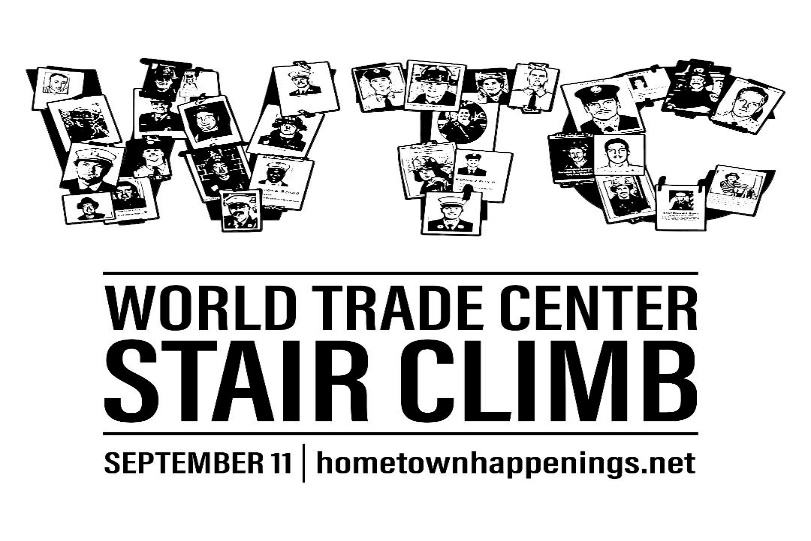 WTC
WORLD TRADE CENTER
STAIR CLIMB
SEPTEMBER 11 | hometownhappenings.net